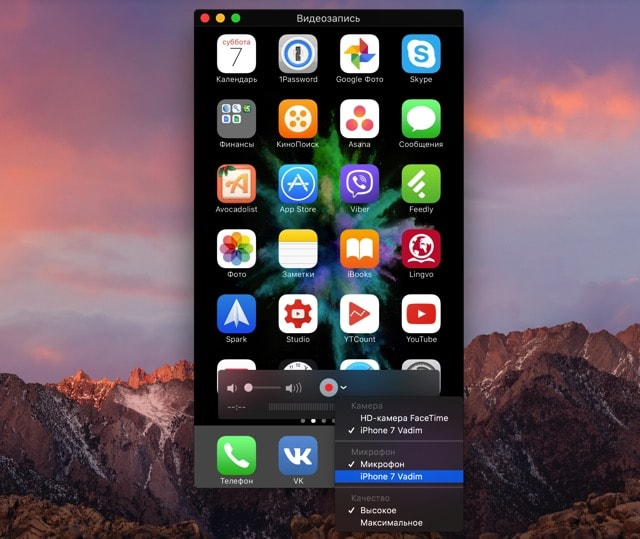 Видеозапись
суббота
7
Календарь
1Password
Google Фото
Skype
Финансы
КиноПоиск
Asana
Сообщения
Avocadolist
App Store
Viber
Feedly
Фото
Заметки
iBooks
Lingvo
Spark
Studio
YTCount
YouTube
--:--
Камера
HD-камера FaceTime
✓ iPhone 7 Vadim
Микрофон
✓ Микрофон
iPhone 7 Vadim
Качество
✓ Высокое
Максимальное
Телефон
VK